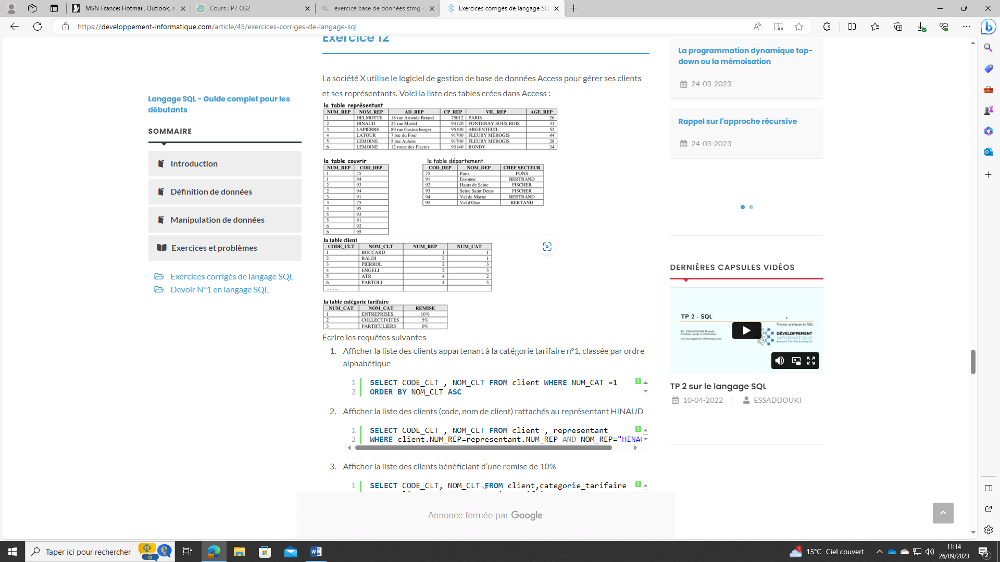 MSN France: Hotmail, Outlook, a
Cours : P7 CG2
exercice base de données stmg
Exercices corrigés de langage SQ
https://developpement-informatique.com/article/45/exercices-corriges-de-langage-sql
Langage SQL - Guide complet pour les
débutants
SOMMAIRE
Introduction
Définition de données
Manipulation de données
Exercices et problèmes
Exercices corrigés de langage SQL
Devoir N°1 en langage SQL
Exercice 12
La société X utilise le logiciel de gestion de base de données Access pour gérer ses clients
et ses représentants. Voici la liste des tables crées dans Access :
la table représentant
NUM_REP NOM_REP AD_REP CP_REP VIL_REP AGE_REP
1 DELMOTTE 18 rue Aristide Briand 75012 PARIS 26
2 HINAUD 25 rue Martel 94120 FONTENAY SOUS BOIS 31
3 LAPIERRE 89 rue Gaston berger 95100 ARGENTEUIL 52
4 LATOUR 7 rue du Four 91700 FLEURY MÉROGIS 44
5 LEMOINE 5 rue Aubois 91700 FLEURY MEROGIS 28
6 LEMOINE 12 route des Fiacres 93140 BONDY 34
la table couvrir
NUM_REP COD_DEP
1 75
1 94
2 93
2 94
3 91
3 75
4 95
5 93
5 91
6 92
6 95
la table département
COD_DEP NOM_DEP CHEF SECTEUR
75 Paris PONS
91 Essonne BERTRAND
92 Hauts de Seine FISCHER
93 Seine Saint Denis FISCHER
94 Val de Marne BERTRAND
95 Val d'Oise BERTAND
la table client
CODE_CLT NOM_CLT NUM_REP NUM_CAT
1 BOCCARD 1 1
2 RALDI 2 1
3 PIERROL 2 3
4 ENGELI 2 3
5 ATR 4 2
6 PARTOLI 4 3
........
la table catégorie tarifaire
NUM_CAT NOM_CAT REMISE
1 ENTREPRISES 10%
2 COLLECTIVITES 5%
3 PARTICULIERS 0%
Ecrire les requêtes suivantes
1. Afficher la liste des clients appartenant à la catégorie tarifaire n°1, classée par ordre
alphabétique
1 SELECT CODE_CLT , NOM_CLT FROM client WHERE NUM_CAT =1
2 ORDER BY NOM_CLT ASC
?
2. Afficher la liste des clients (code, nom de client) rattachés au représentant HINAUD
1 SELECT CODE_CLT , NOM_CLT FROM client , representant
2 WHERE client.NUM_REP=representant.NUM_REP AND NOM_REP="HINAU
?
3. Afficher la liste des clients bénéficiant d'une remise de 10%
1 SELECT CODE_CLT, NOM_CLT FROM client,categorie_tarifaire
?
Annonce fermée par Google
La programmation dynamique top-
down ou la mémoisation
24-03-2023
Rappel sur l'approche récursive
24-03-2023
DERNIÈRES CAPSULES VIDÉOS
TP 2 - SQL
Travaux pratiques en SQL
Mr. ESSADDOUKI Mostafa
Professeur agrégé en informatique
www.developpement-informatique.com
DÉVELOPPEMENT
INFORMATIQUE
Beyond The Technologies
TP 2 sur le langage SQL
10-04-2022
ESSADDOUKI
Taper ici pour rechercher
1
15°C Ciel couvert
11:14
26/09/2023
2